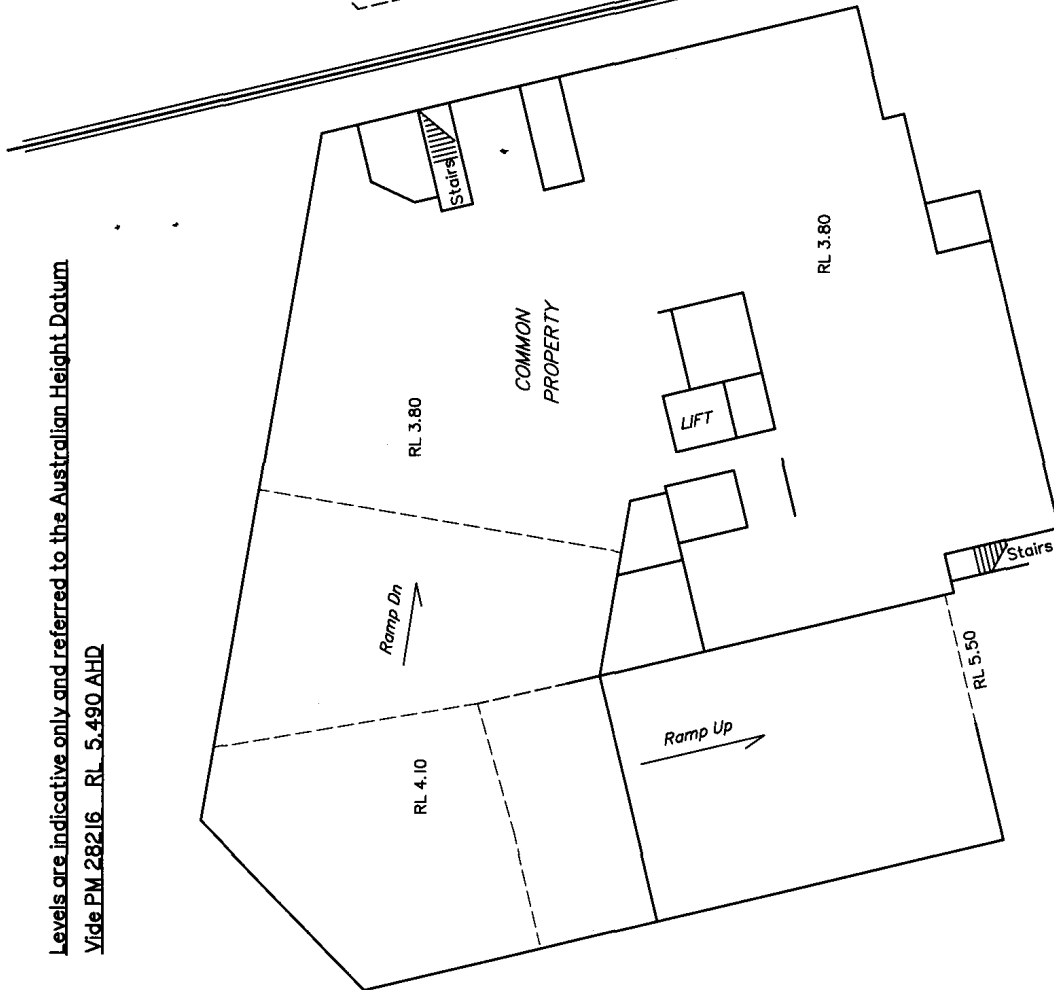 Levels are indicative only and referred to the Australian Height Datum
Vide PM 28216 RL 5.490 AHD
Stairs
COMMON
PROPERTY
RL 3.80
RL 3.80
LIFT
Ramp Dn
Stairs
RL 5.50
Ramp Up
RL 4.10